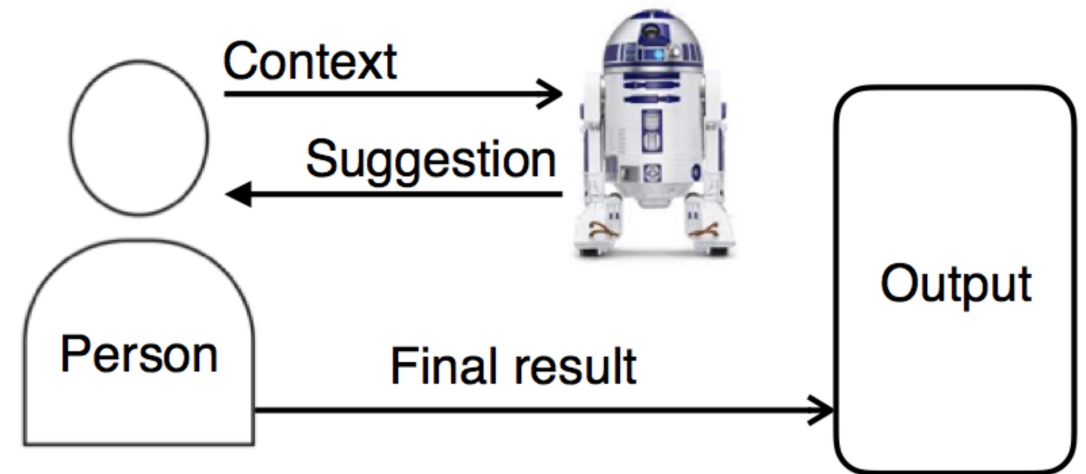 Context
Suggestion
Person
Final result
Output